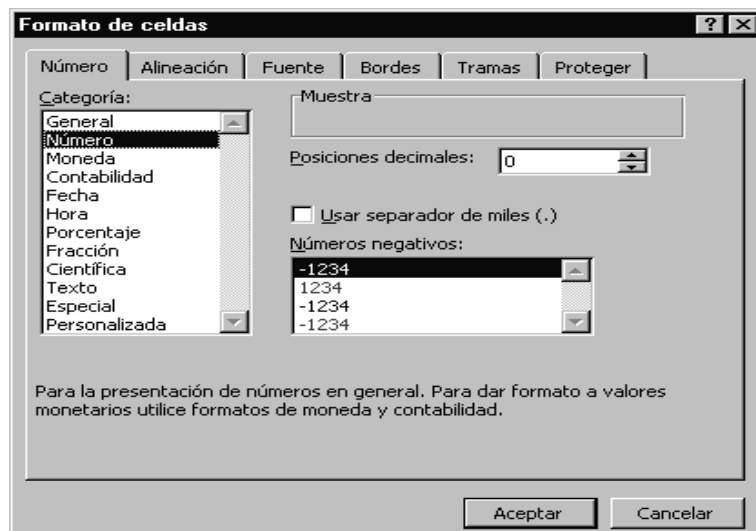 Formato de celdas
Número Alineación Fuente Bordes Tramas Proteger
Categoría:
General
Número
Moneda
Contabilidad
Fecha
Hora
Porcentaje
Fracción
Científica
Texto
Especial
Personalizada
Muestra
Posiciones decimales: 0
Usar separador de miles (.)
Números negativos:
-1234
1234
-1234
-1234
Para la presentación de números en general. Para dar formato a valores
monetarios utilice formatos de moneda y contabilidad.
Aceptar Cancelar